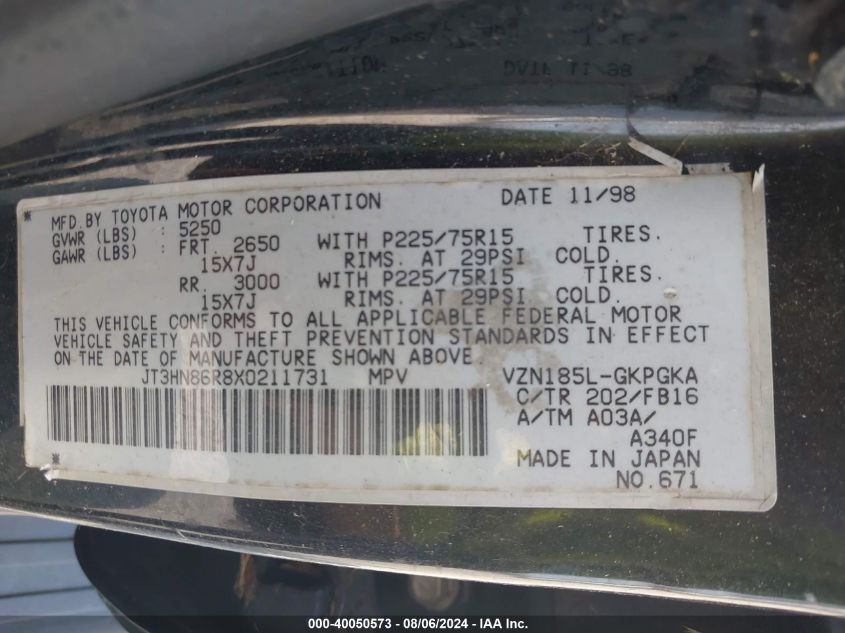 DATE 11/98
MFD.BY TOYOTA MOTOR CORPORATION DATE 11/98
GVWR (LBS) : 5250
GAWR (LBS) : FRT. 2650 WITH P225/75R15 TIRES.
15X7J RIMS. AT 29PSI COLD.
RR. 3000 WITH P225/75R15 TIRES.
15X7J RIMS. AT 29PSI COLD.
THIS VEHICLE CONFORMS TO ALL APPLICABLE FEDERAL MOTOR
VEHICLE SAFETY AND THEFT PREVENTION STANDARDS IN EFFECT
ON THE DATE OF MANUFACTURE SHOWN ABOVE.
JT3HN86R8X0211731 MPV VZN185L-GKPGKA
C/TR 202/FB16
A/TM A03A/
A340F
MADE IN JAPAN
NO.671
000-40050573 - 08/06/2024 - IAA Inc.